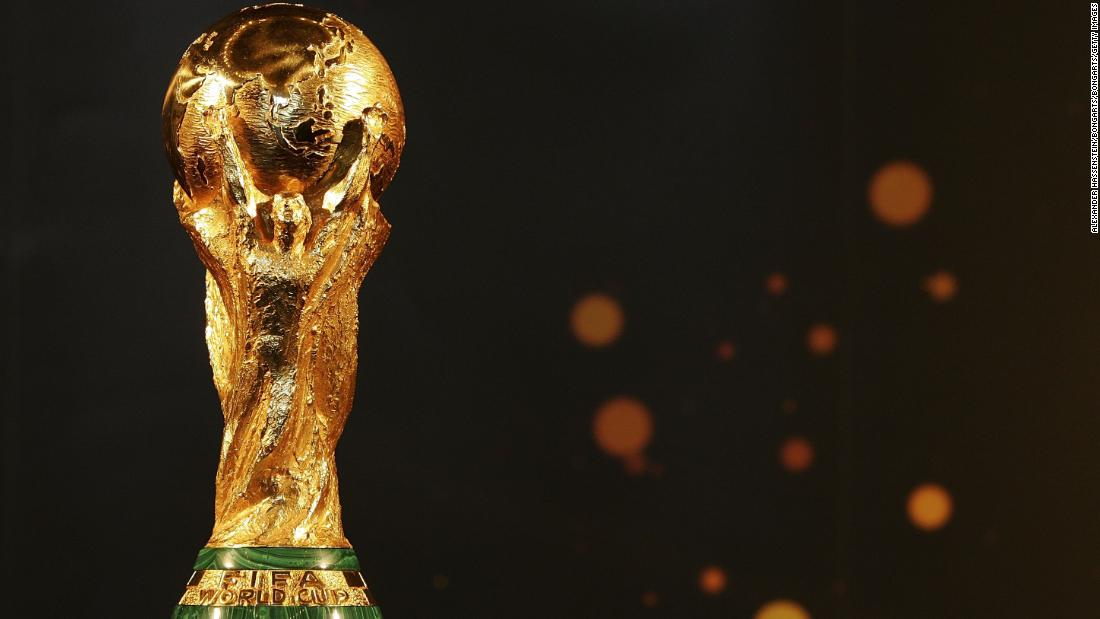 FIFA
WORLD CUP
ALEXANDER HASSENSTEIN/BONGARTS/BONGARTS/GETTY IMAGES